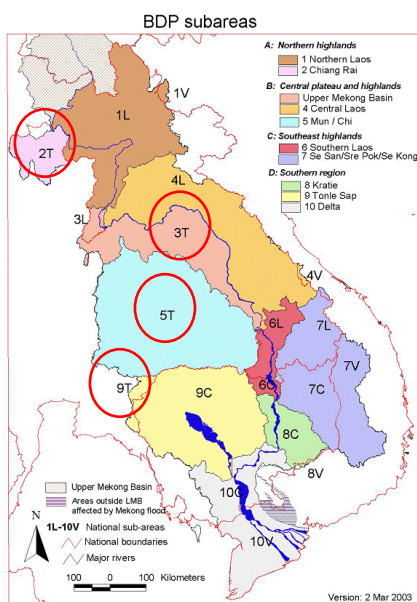 BDP subareas
A: Northern highlands
1 Northern Laos
2 Chiang Rai
B: Central plateau and highlands
Upper Mekong Basin
4 Central Laos
5 Mun / Chi
C: Southeast highlands
6 Southern Laos
7 Se San/Sre Pok/Se Kong
D: Southern region
8 Kratie
9 Tonle Sap
10 Delta
1V
1L
2T
4L
3L
3T
4V
5T
6L
7L
7V
9T
9C
6C
7C
8C
8V
10C
10V
Upper Mekong Basin
Areas outside LMB
affected by Mekong flood
1L-10V National sub-areas
National boundaries
Major rivers
N
100 0 100 Kilometers
Version: 2 Mar 2003